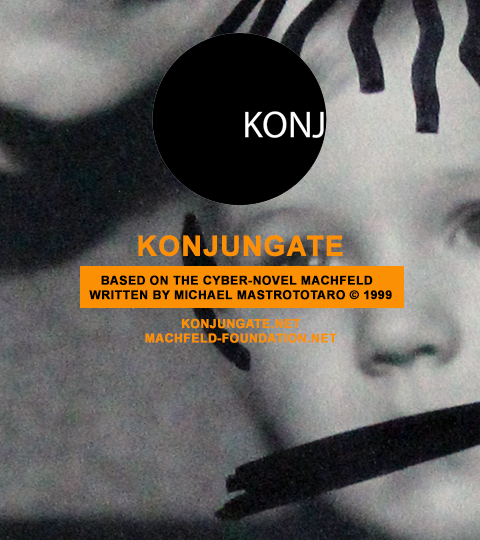 KONJ
KONJUNGATE
BASED ON THE CYBER-NOVEL MACHFELD
WRITTEN BY MICHAEL MASTROTOTARO © 1999
KONJUNGATE.NET
MACHFELD-FOUNDATION.NET